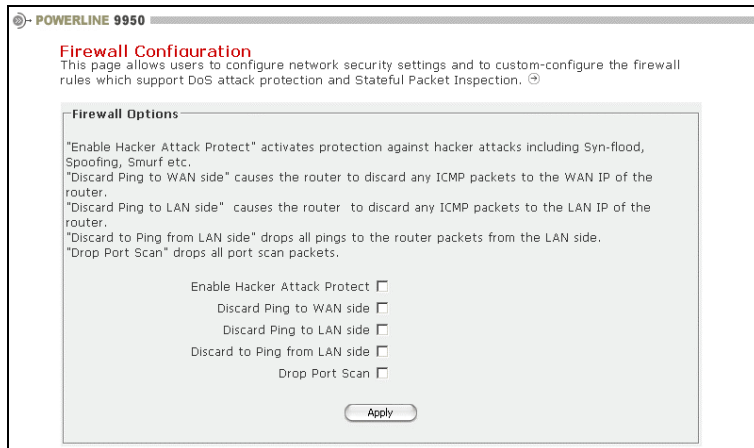 POWERLINE 9950
Firewall Configuration
This page allows users to configure network security settings and to custom-configure the firewall
rules which support DoS attack protection and Stateful Packet Inspection.
Firewall Options
"Enable Hacker Attack Protect" activates protection against hacker attacks including Syn-flood,
Spoofing, Smurf etc.
"Discard Ping to WAN side" causes the router to discard any ICMP packets to the WAN IP of the
router.
"Discard Ping to LAN side"  causes the router  to discard any ICMP packets to the LAN IP of the
router.
"Discard to Ping from LAN side" drops all pings to the router packets from the LAN side.
"Drop Port Scan" drops all port scan packets.
Enable Hacker Attack Protect
Discard Ping to WAN side
Discard Ping to LAN side
Discard to Ping from LAN side
Drop Port Scan
Apply